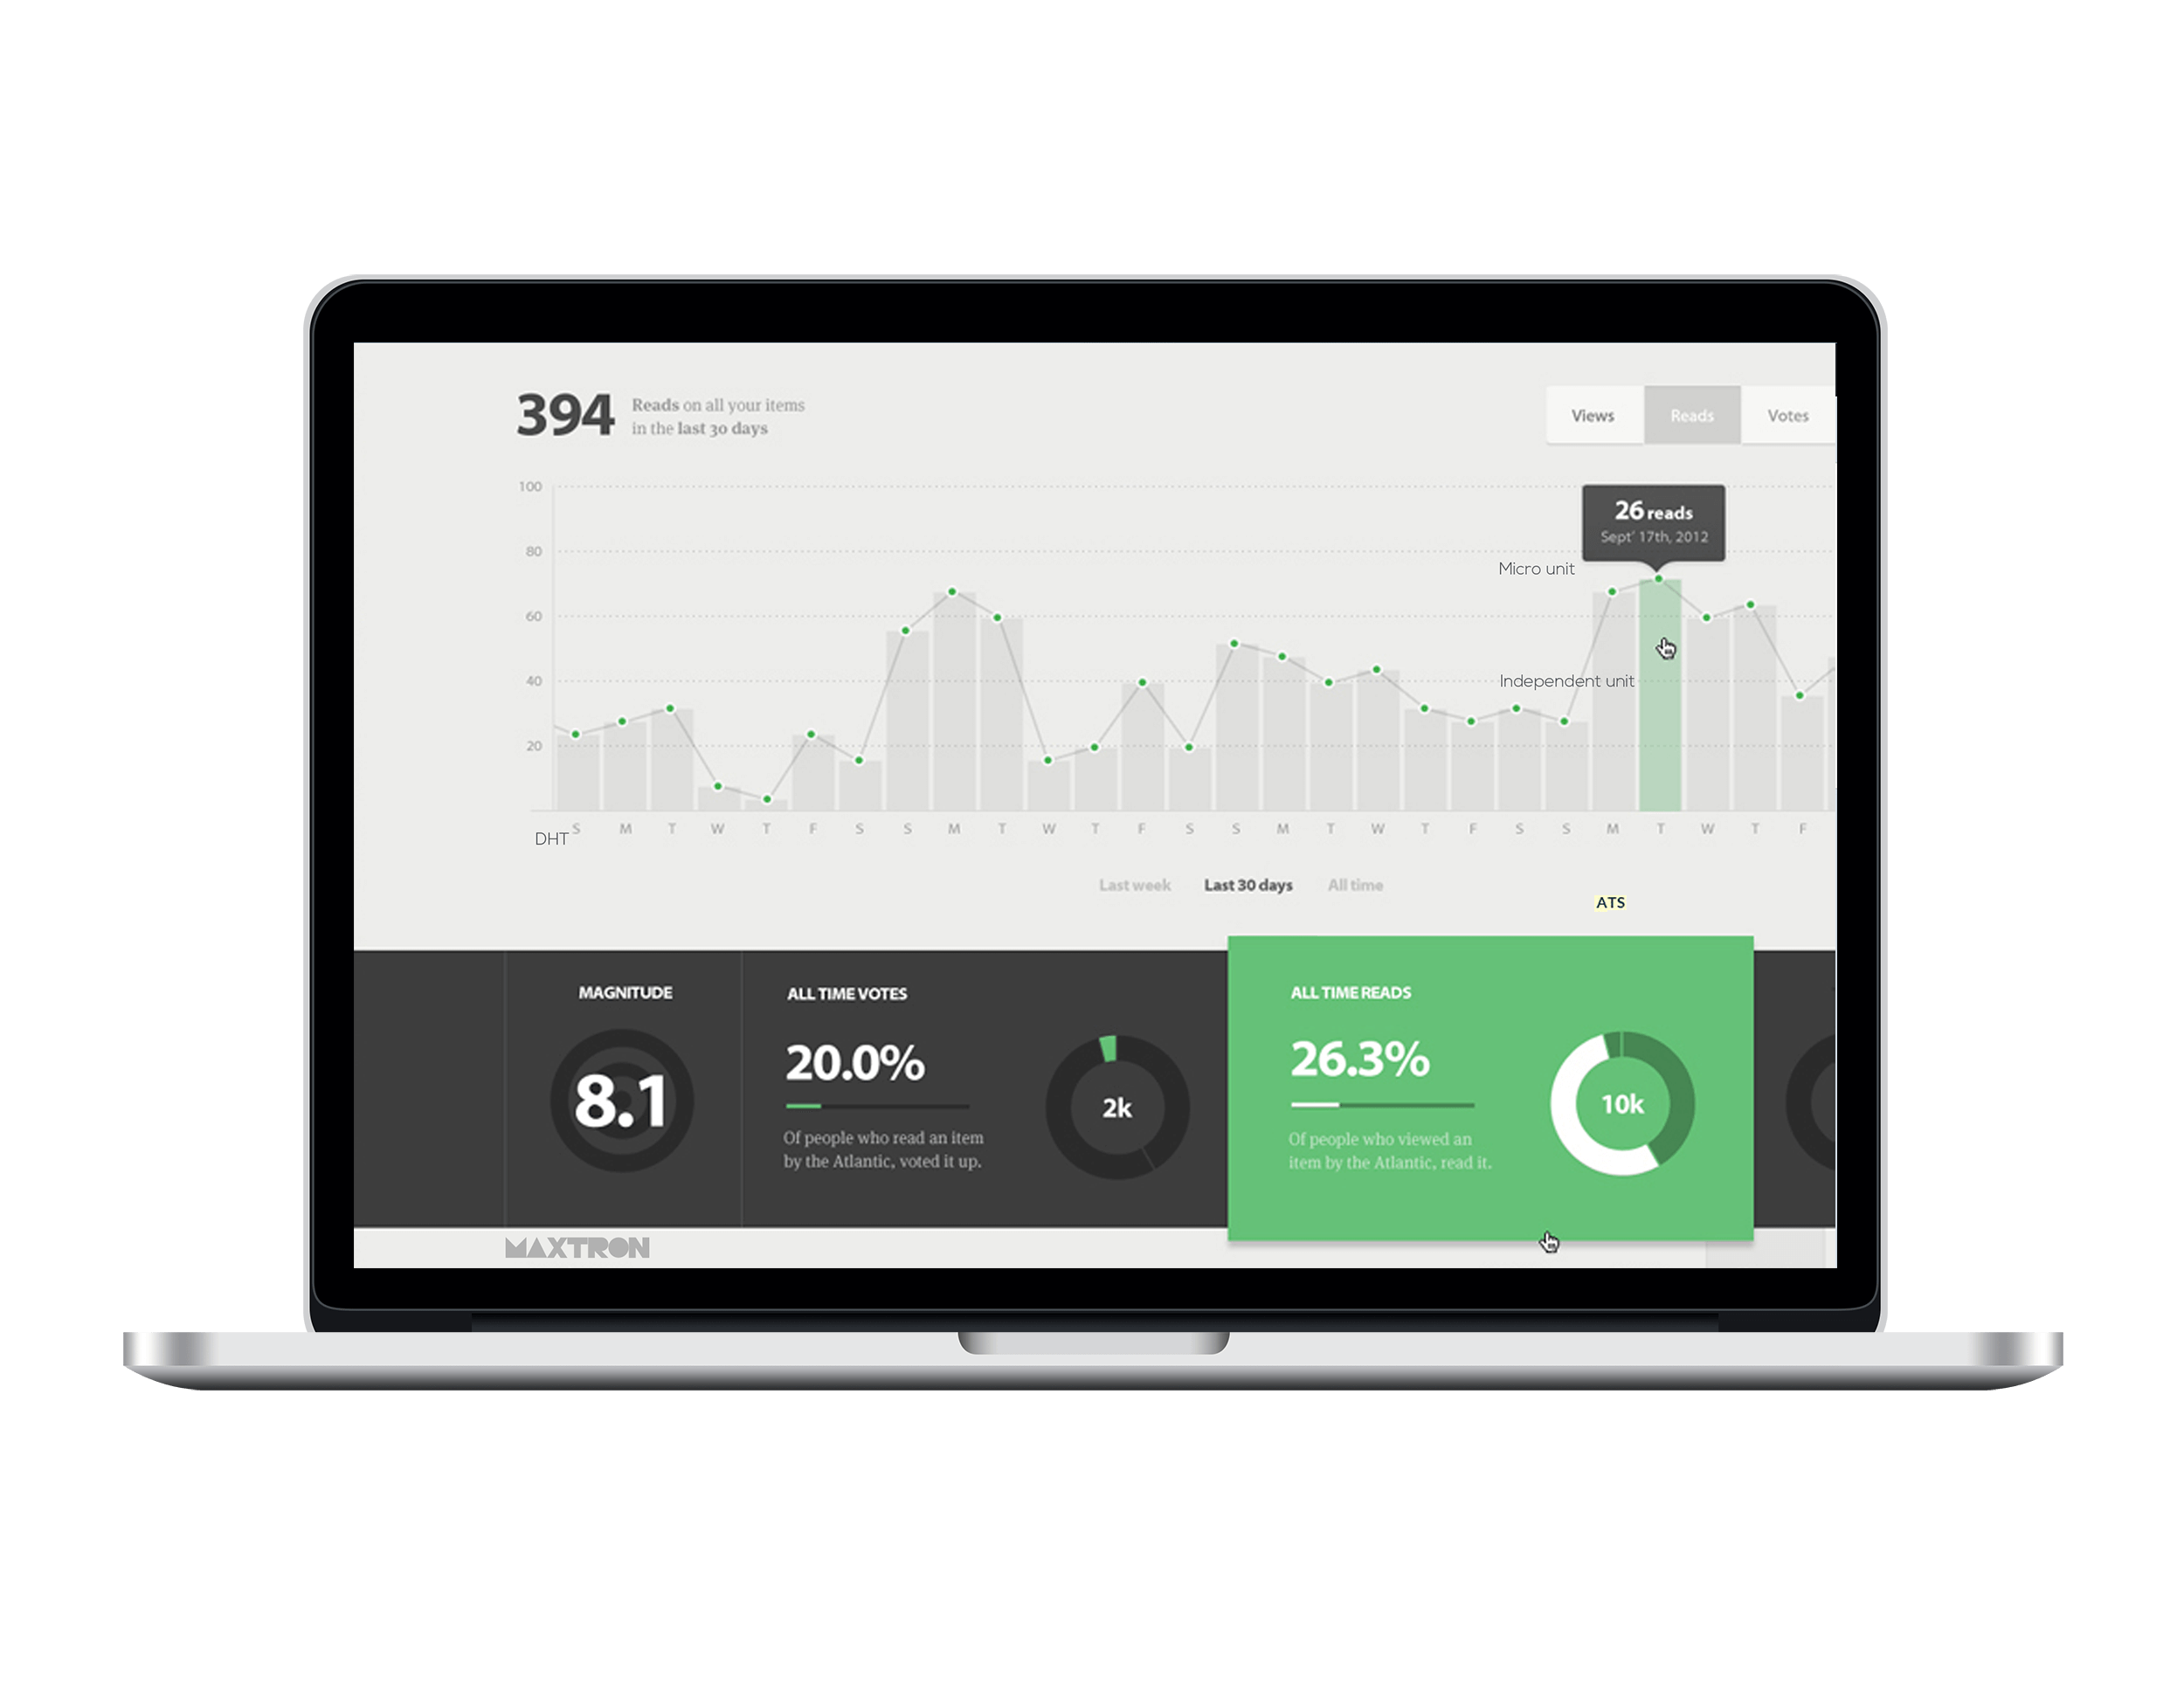 394
Reads on all your items
in the last 30 days
Views
Reads
Votes
100
80
60
40
20
26 reads
Sept' 17th, 2012
Micro unit
Independent unit
S M T W T F S S M T W T F S S M T W T F S S M T W T F
DHT
Last week
Last 30 days
All time
ATS
MAGNITUDE
8.1
ALL TIME VOTES
20.0%
Of people who read an item
by the Atlantic, voted it up.
2k
ALL TIME READS
26.3%
Of people who viewed an
item by the Atlantic, read it.
10k
MAXTRON